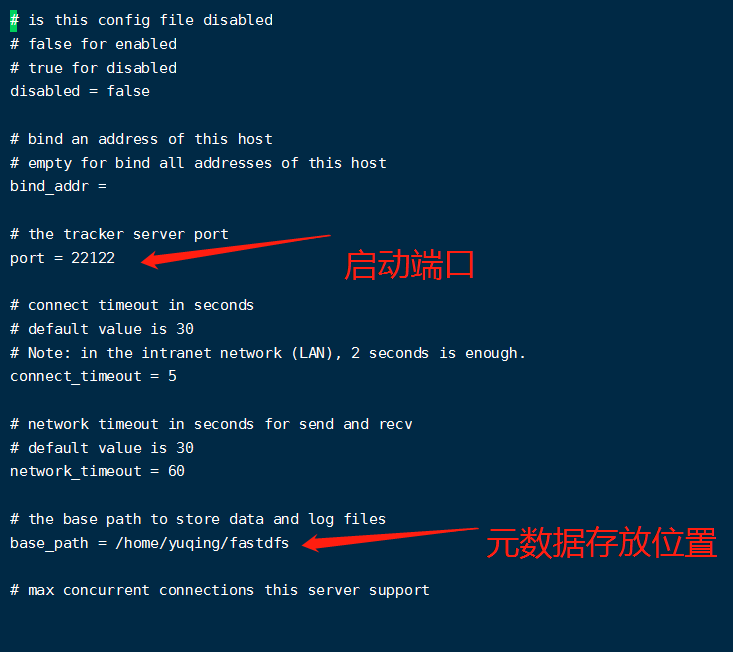 # is this config file disabled
# false for enabled
# true for disabled
disabled = false
# bind an address of this host
# empty for bind all addresses of this host
bind_addr =
# the tracker server port
port = 22122
启动端口
# connect timeout in seconds
# default value is 30
# Note: in the intranet network (LAN), 2 seconds is enough.
connect_timeout = 5
# network timeout in seconds for send and recv
# default value is 30
network_timeout = 60
# the base path to store data and log files
base_path = /home/yuqing/fastdfs
元数据存放位置
# max concurrent connections this server support